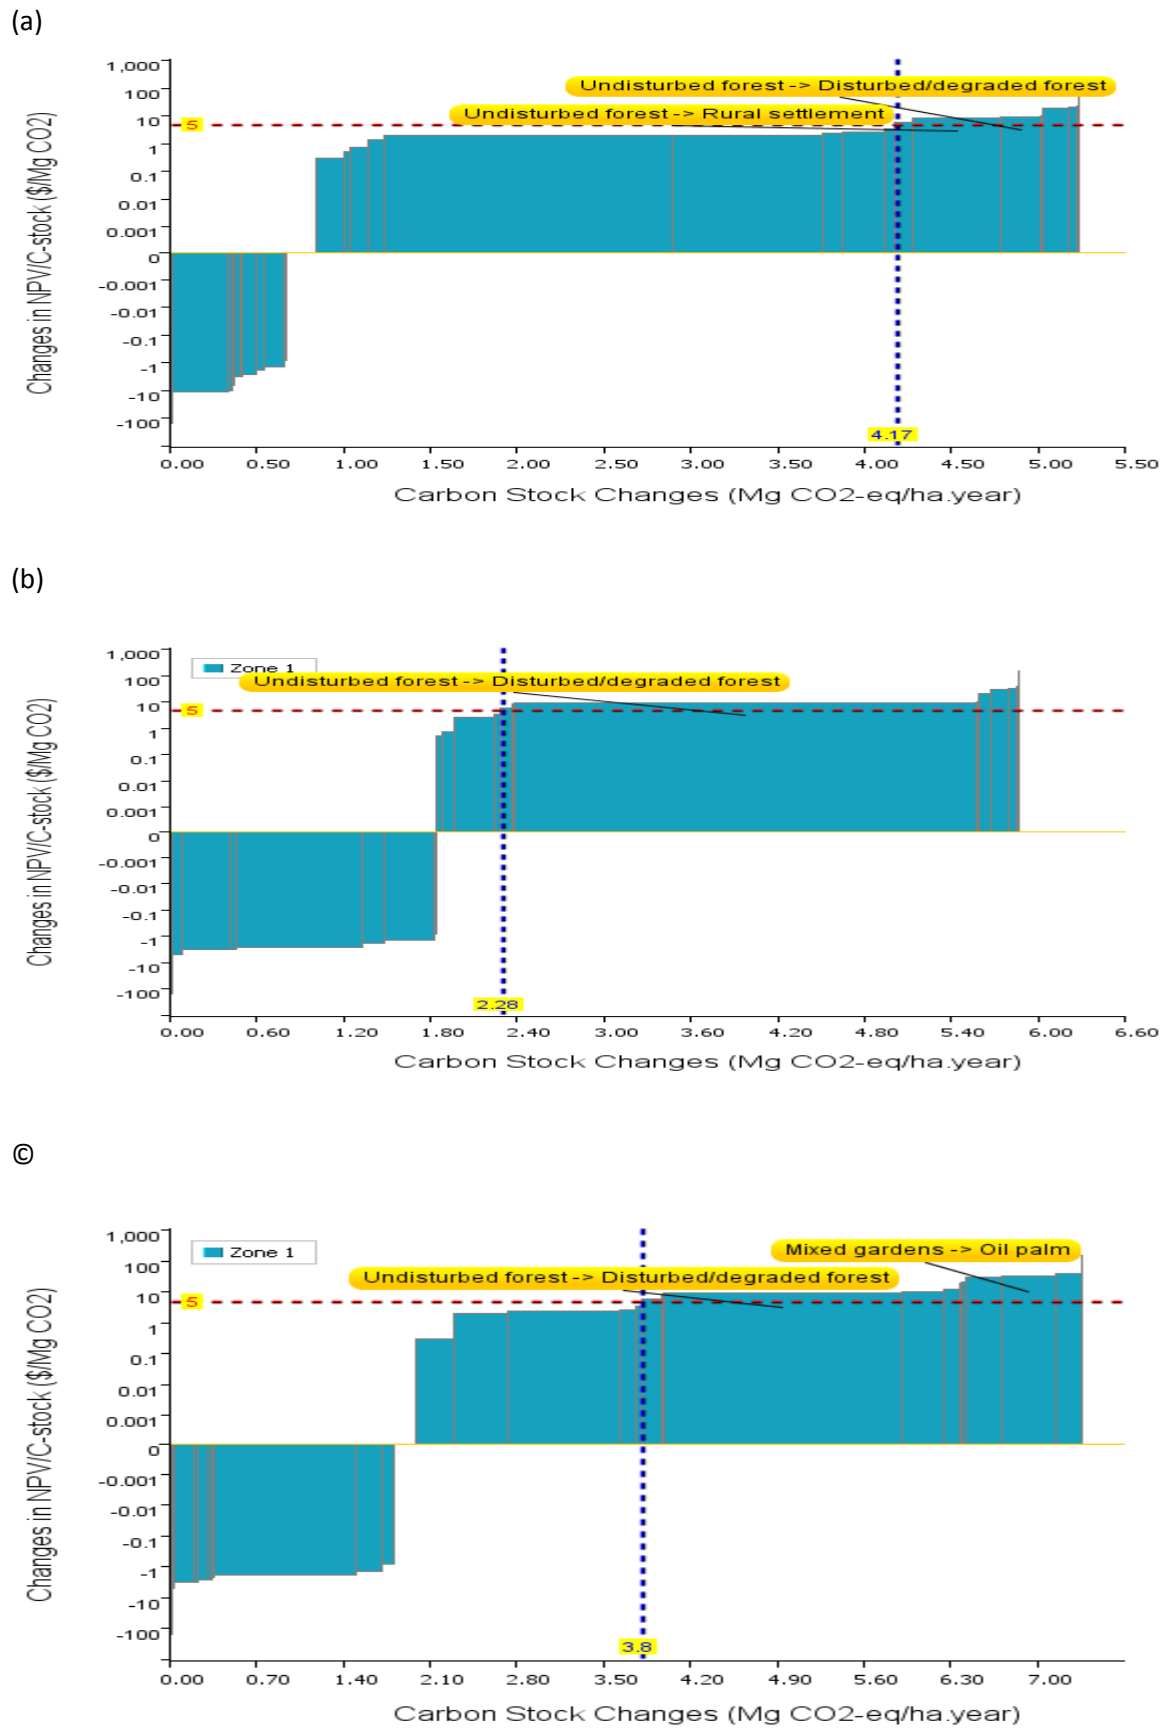 (a)
Changes in NPV/C-stock ($/Mg CO2)
1,000
100
10
1
0.1
0.01
0.001
0
-0.001
-0.01
-0.1
-1
-10
-100
5
Undisturbed forest -> Disturbed/degraded forest
Undisturbed forest -> Rural settlement
4.17
0.00 0.50 1.00 1.50 2.00 2.50 3.00 3.50 4.00 4.50 5.00 5.50
Carbon Stock Changes (Mg CO2-eq/ha.year)
(b)
Changes in NPV/C-stock ($/Mg CO2)
1,000
100
10
1
0.1
0.01
0.001
0
-0.001
-0.01
-0.1
-1
-10
-100
Zone 1
Undisturbed forest -> Disturbed/degraded forest
5
2.28
0.00 0.60 1.20 1.80 2.40 3.00 3.60 4.20 4.80 5.40 6.00 6.60
Carbon Stock Changes (Mg CO2-eq/ha.year)
©
Changes in NPV/C-stock ($/Mg CO2)
1,000
100
10
1
0.1
0.01
0.001
0
-0.001
-0.01
-0.1
-1
-10
-100
Zone 1
Mixed gardens -> Oil palm
Undisturbed forest -> Disturbed/degraded forest
5
3.8
0.00 0.70 1.40 2.10 2.80 3.50 4.20 4.90 5.60 6.30 7.00
Carbon Stock Changes (Mg CO2-eq/ha.year)